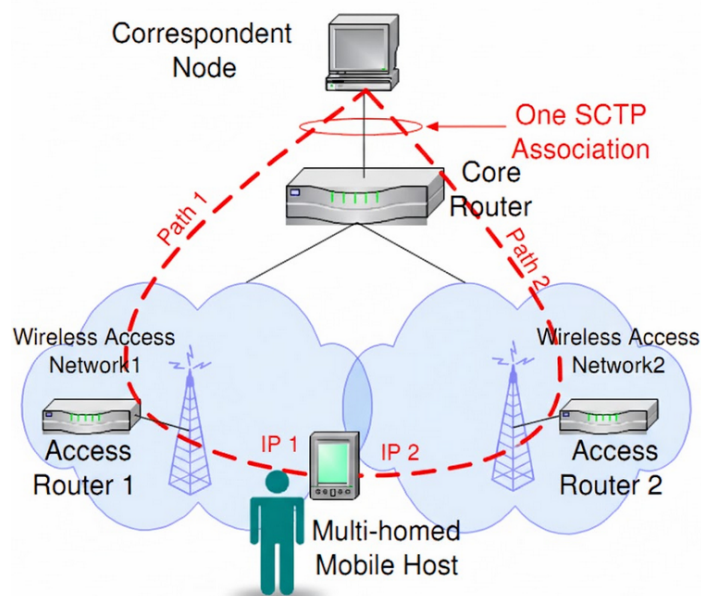 Correspondent
Node
One SCTP
Association
Core
Router
Path 1
Path 2
Wireless Access
Network1
Wireless Access
Network2
IP 1
IP 2
Access
Router 1
Access
Router 2
Multi-homed
Mobile Host